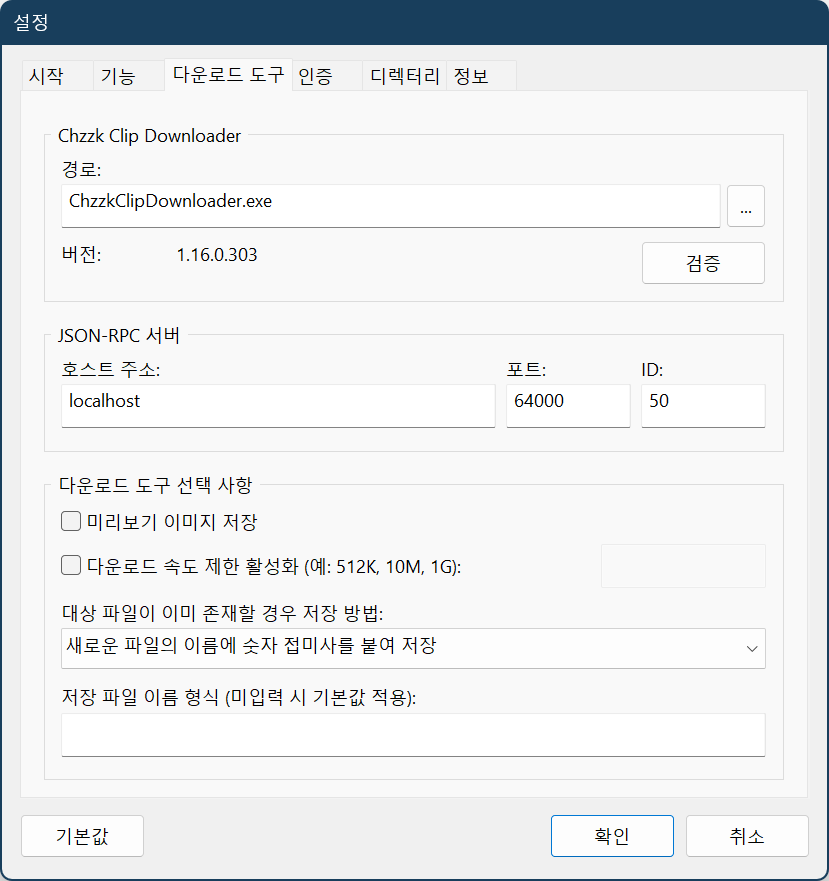 설정
시작 기능 다운로드 도구 인증 디렉터리 정보
Chzzk Clip Downloader
경로:
ChzzkClipDownloader.exe ...
버전: 1.16.0.303 검증
JSON-RPC 서버
호스트 주소: 포트: ID:
localhost 64000 50
다운로드 도구 선택 사항
미리보기 이미지 저장
다운로드 속도 제한 활성화 (예: 512K, 10M, 1G):
대상 파일이 이미 존재할 경우 저장 방법:
새로운 파일의 이름에 숫자 접미사를 붙여 저장
저장 파일 이름 형식 (미입력 시 기본값 적용):
기본값 확인 취소